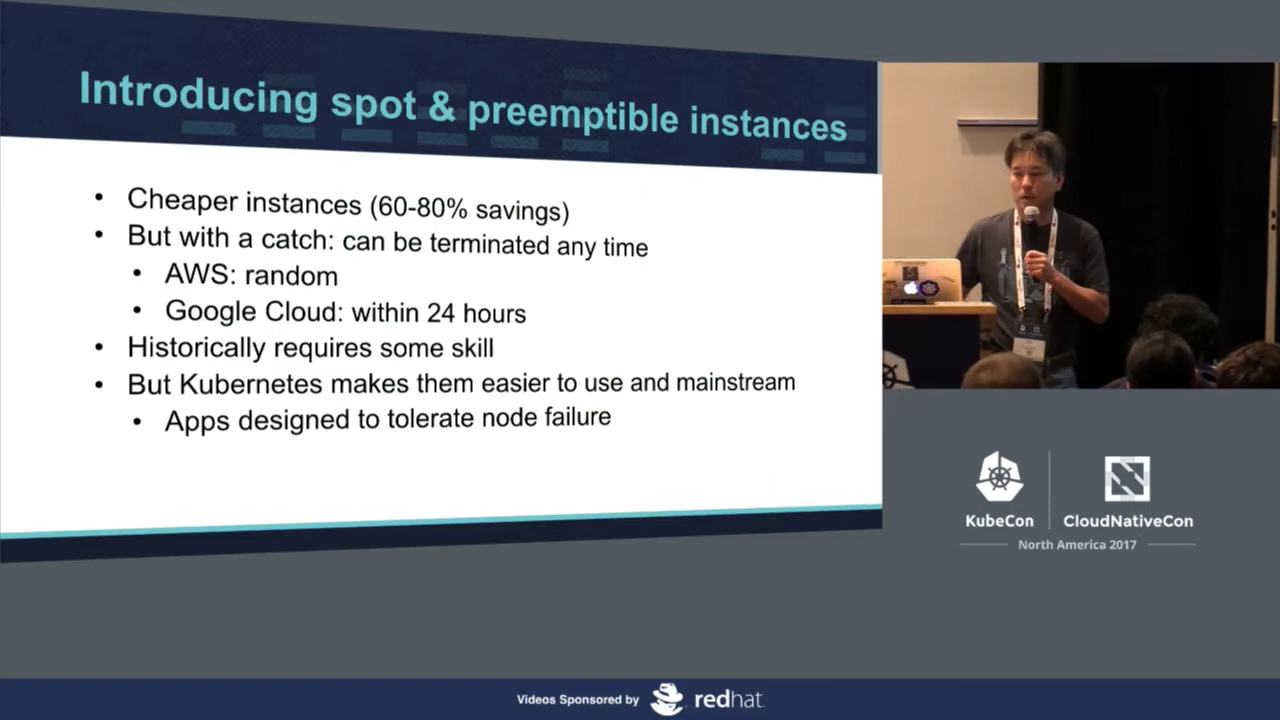 Introducing spot & preemptible instances
• Cheaper instances (60-80% savings)
• But with a catch: can be terminated any time
• AWS: random
• Google Cloud: within 24 hours
• Historically requires some skill
• But Kubernetes makes them easier to use and mainstream
• Apps designed to tolerate node failure
KubeCon
CloudNativeCon
North America 2017
Videos Sponsored by
redhat